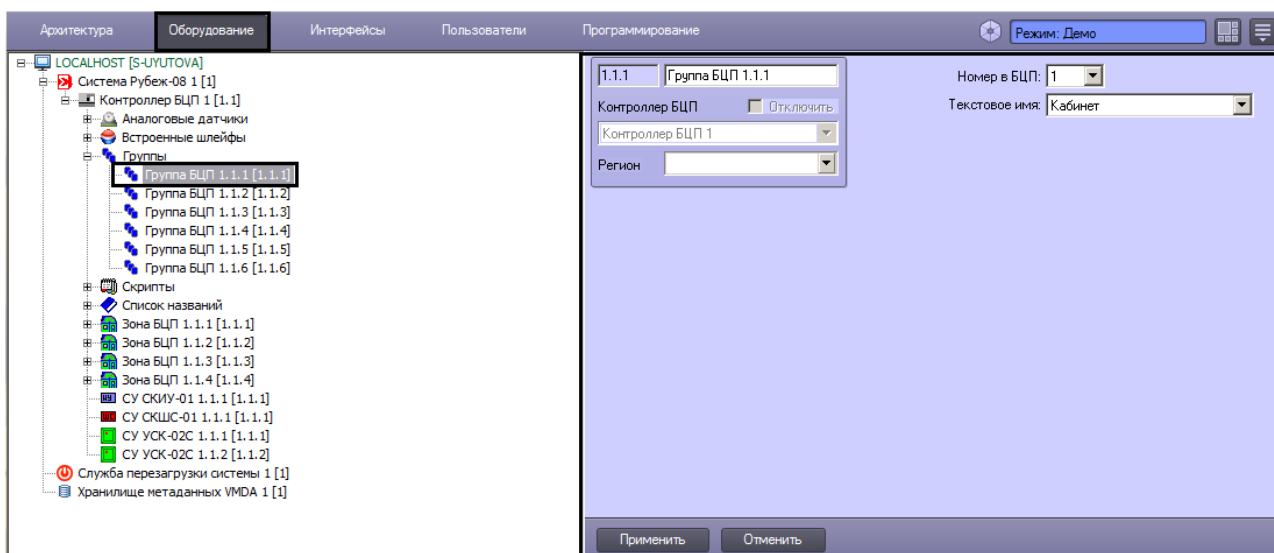 Архитектура Оборудование Интерфейсы Пользователи Программирование Режим: Демо
LOCALHOST [S-UYUTOVA]
Система Рубеж-08 1 [1]
Контроллер БЦП 1 [1.1]
Аналоговые датчики
Встроенные шлейфы
Группы
Группа БЦП 1.1.1 [1.1.1]
Группа БЦП 1.1.2 [1.1.2]
Группа БЦП 1.1.3 [1.1.3]
Группа БЦП 1.1.4 [1.1.4]
Группа БЦП 1.1.5 [1.1.5]
Группа БЦП 1.1.6 [1.1.6]
Скрипты
Список названий
Зона БЦП 1.1.1 [1.1.1]
Зона БЦП 1.1.2 [1.1.2]
Зона БЦП 1.1.3 [1.1.3]
Зона БЦП 1.1.4 [1.1.4]
СУ СКИУ-01 1.1.1 [1.1.1]
СУ СКШС-01 1.1.1 [1.1.1]
СУ УСК-02С 1.1.1 [1.1.1]
СУ УСК-02С 1.1.2 [1.1.2]
Служба перезагрузки системы 1 [1]
Хранилище метаданных VMDA 1 [1]
1.1.1 Группа БЦП 1.1.1
Контроллер БЦП Отключить
Контроллер БЦП 1
Регион
Номер в БЦП: 1
Текстовое имя: Кабинет
Применить Отменить